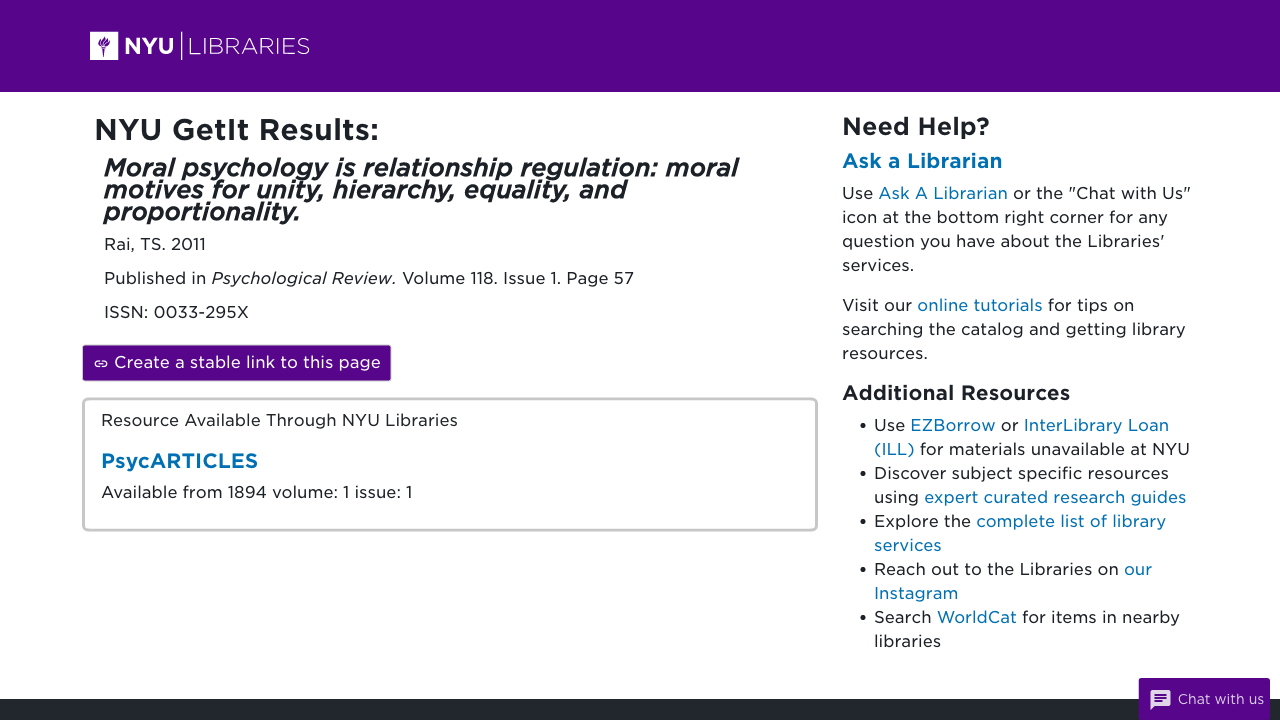 NYU LIBRARIES
NYU GetIt Results:
Moral psychology is relationship regulation: moral
motives for unity, hierarchy, equality, and
proportionality.
Rai, TS. 2011
Published in Psychological Review. Volume 118. Issue 1. Page 57
ISSN: 0033-295X
Create a stable link to this page
Resource Available Through NYU Libraries
PsycARTICLES
Available from 1894 volume: 1 issue: 1
Need Help?
Ask a Librarian
Use Ask A Librarian or the "Chat with Us"
icon at the bottom right corner for any
question you have about the Libraries'
services.
Visit our online tutorials for tips on
searching the catalog and getting library
resources.
Additional Resources
• Use EZBorrow or InterLibrary Loan
(ILL) for materials unavailable at NYU
• Discover subject specific resources
using expert curated research guides
• Explore the complete list of library
services
• Reach out to the Libraries on our
Instagram
• Search WorldCat for items in nearby
libraries
Chat with us